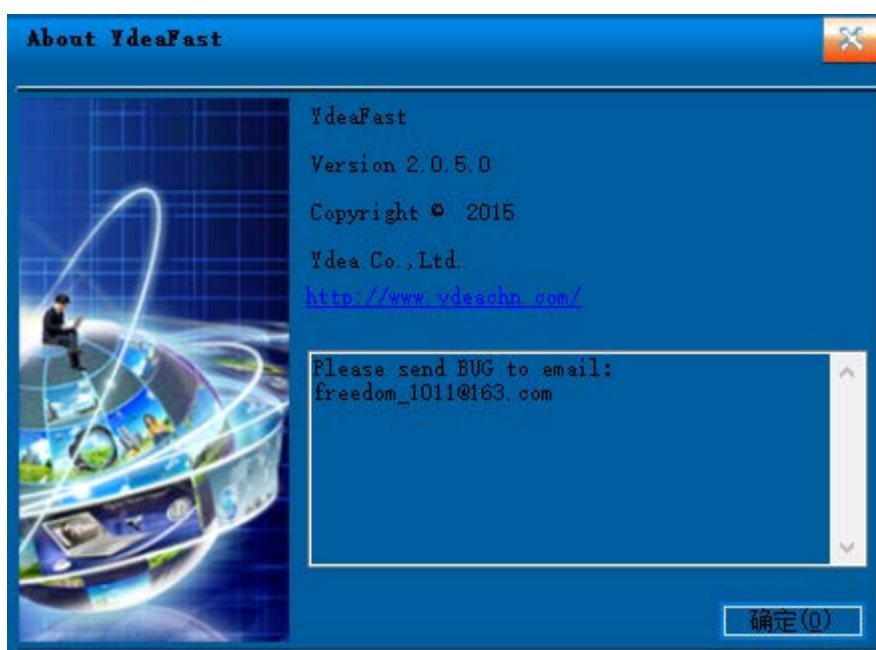 About YdeaFast
YdeaFast
Version 2.0.5.0
Copyright © 2015
Ydea Co.,Ltd.
http://www.ydeachn.com/
Please send BUG to email:
freedom_1011@163.com
确定(O)